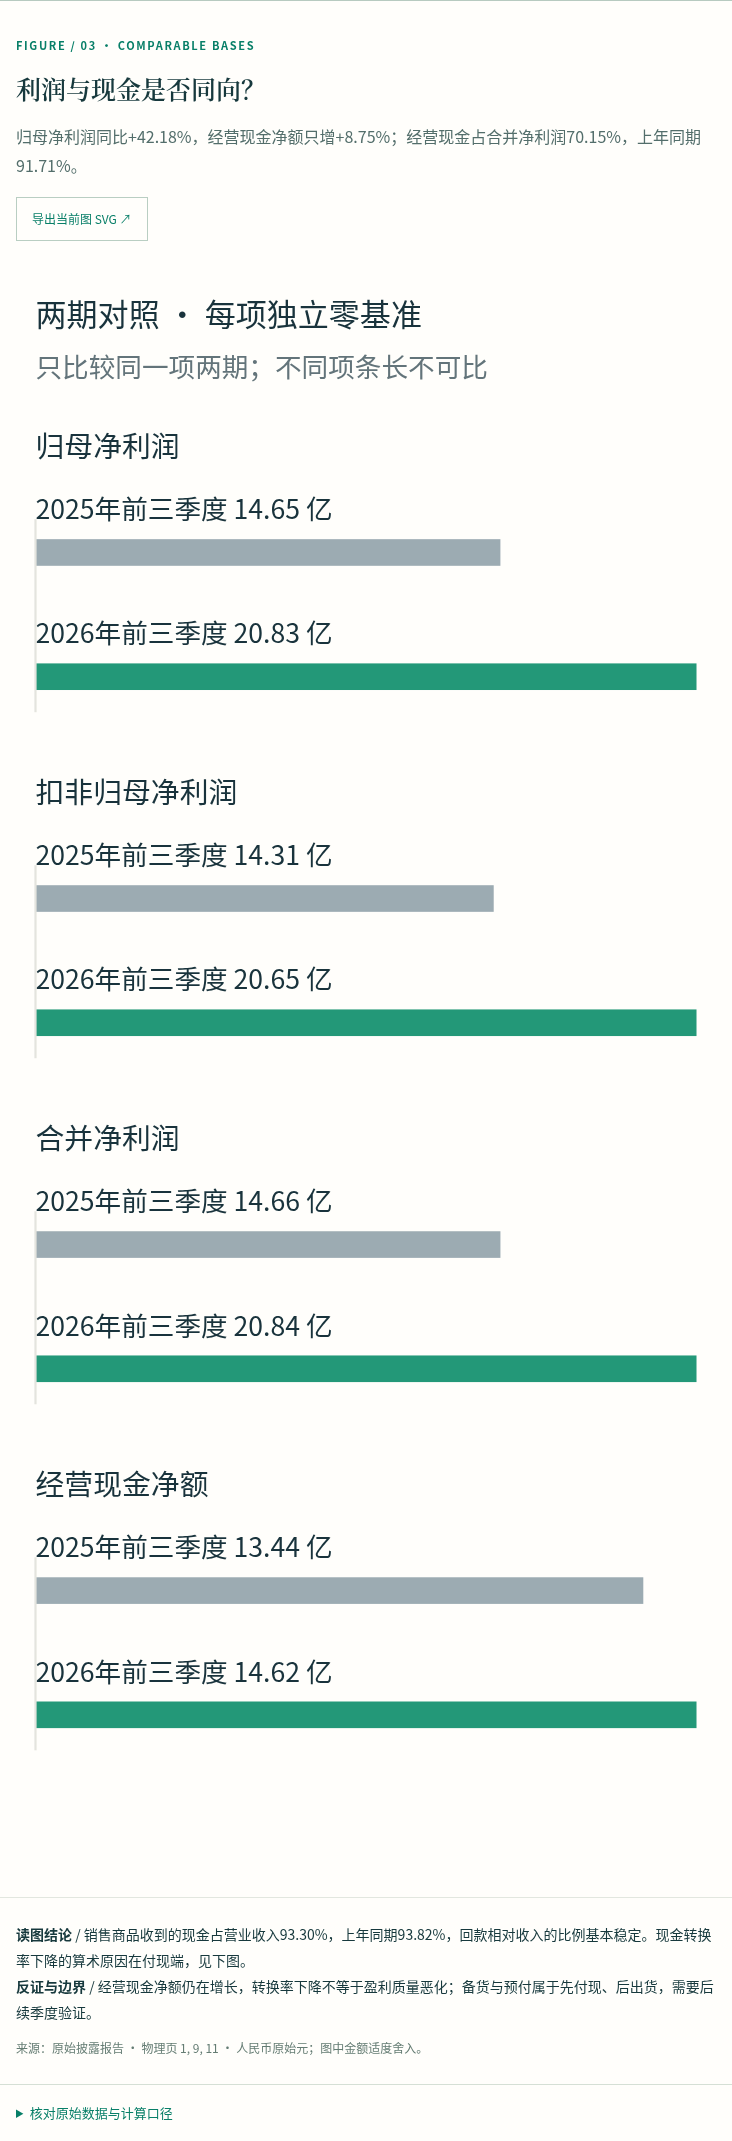 FIGURE / 03 · COMPARABLE BASES
利润与现金是否同向？
归母净利润同比+42.18%，经营现金净额只增+8.75%；经营现金占合并净利润70.15%，上年同期
91.71%。
导出当前图 SVG ↗
两期对照 · 每项独立零基准
只比较同一项两期；不同项条长不可比
归母净利润
2025年前三季度 14.65 亿
2026年前三季度 20.83 亿
扣非归母净利润
2025年前三季度 14.31 亿
2026年前三季度 20.65 亿
合并净利润
2025年前三季度 14.66 亿
2026年前三季度 20.84 亿
经营现金净额
2025年前三季度 13.44 亿
2026年前三季度 14.62 亿
读图结论 / 销售商品收到的现金占营业收入93.30%，上年同期93.82%，回款相对收入的比例基本稳定。现金转换
率下降的算术原因在付现端，见下图。
反证与边界 / 经营现金净额仍在增长，转换率下降不等于盈利质量恶化；备货与预付属于先付现、后出货，需要后
续季度验证。
来源：原始披露报告 · 物理页 1, 9, 11 · 人民币原始元；图中金额适度舍入。
▶ 核对原始数据与计算口径